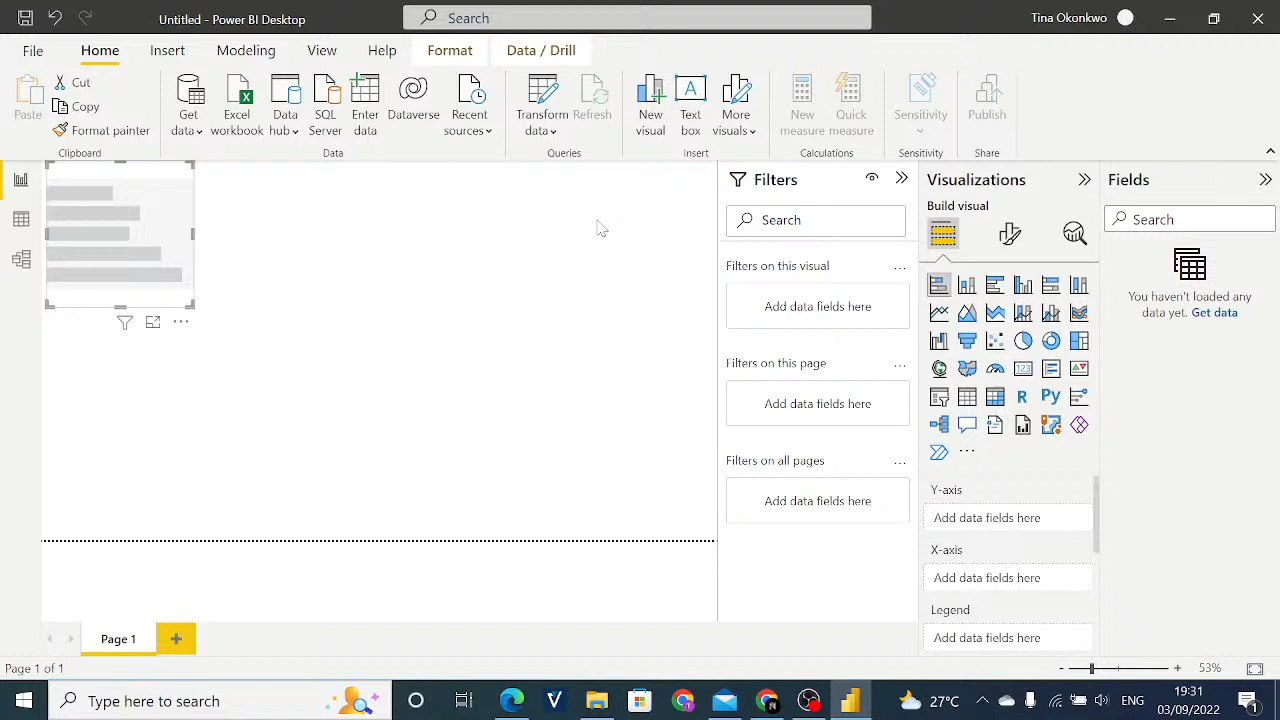 Untitled - Power BI Desktop
Search
Tina Okonkwo
File
Home
Insert
Modeling
View
Help
Format
Data / Drill
Paste
Cut
Copy
Format painter
Clipboard
Get data
Excel workbook
Data hub
SQL Server
Enter data
Dataverse
Recent sources
Data
Transform data
Refresh
Queries
New visual
A
Text box
More visuals
Insert
New measure
Quick measure
Calculations
Sensitivity
Sensitivity
Publish
Share
Filters
Search
Filters on this visual
...
Add data fields here
Filters on this page
...
Add data fields here
Filters on all pages
...
Add data fields here
Visualizations
Build visual
123
R
Py
...
Y-axis
Add data fields here
X-axis
Add data fields here
Legend
Add data fields here
Fields
Search
You haven't loaded any
data yet. Get data
Page 1
Page 1 of 1
- + 53%
Type here to search
27°C
ENG
19:31
03/09/2022